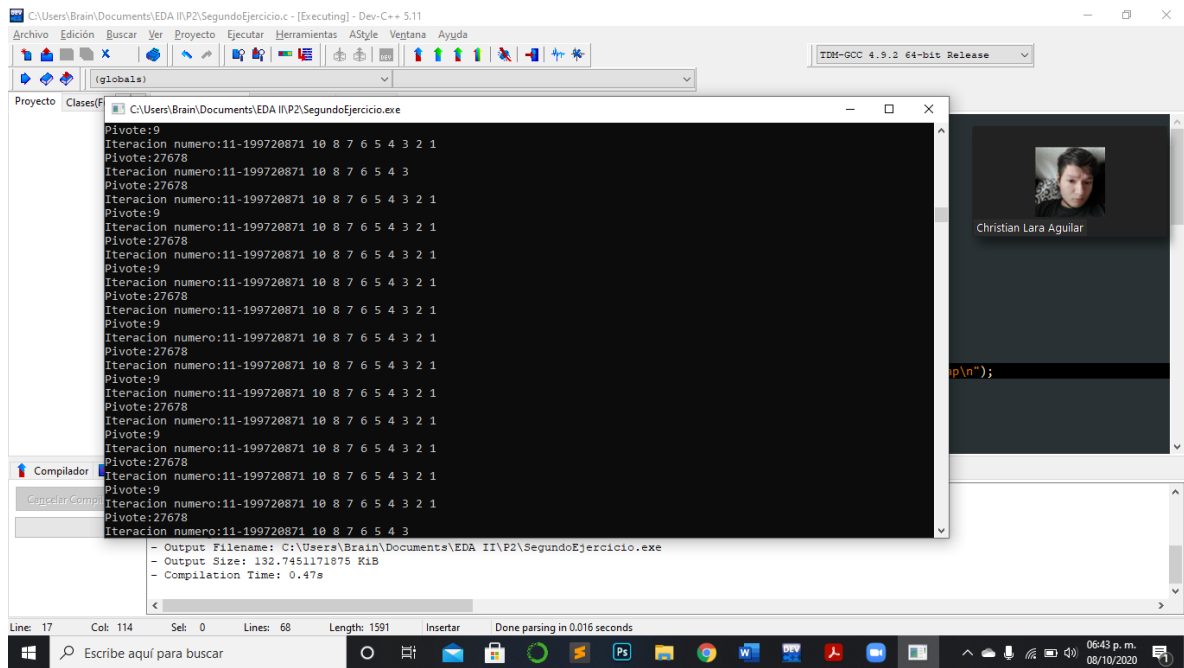 C:\Users\Brain\Documents\EDA II\P2\SegundoEjercicio.c - [Executing] - Dev-C++ 5.11
Archivo Edición Buscar Ver Proyecto Ejecutar Herramientas AStyle Ventana Ayuda
TDM-GCC 4.9.2 64-bit Release
(globals)
Proyecto Clases(F
C:\Users\Brain\Documents\EDA II\P2\SegundoEjercicio.exe
Pivote:9
Iteracion numero:11-199720871 10 8 7 6 5 4 3 2 1
Pivote:27678
Iteracion numero:11-199720871 10 8 7 6 5 4 3
Pivote:27678
Iteracion numero:11-199720871 10 8 7 6 5 4 3 2 1
Pivote:9
Iteracion numero:11-199720871 10 8 7 6 5 4 3 2 1
Pivote:27678
Iteracion numero:11-199720871 10 8 7 6 5 4 3 2 1
Pivote:9
Iteracion numero:11-199720871 10 8 7 6 5 4 3 2 1
Pivote:27678
Iteracion numero:11-199720871 10 8 7 6 5 4 3 2 1
Pivote:9
Iteracion numero:11-199720871 10 8 7 6 5 4 3 2 1
Pivote:27678
Iteracion numero:11-199720871 10 8 7 6 5 4 3 2 1
Pivote:9
Iteracion numero:11-199720871 10 8 7 6 5 4 3 2 1
Pivote:27678
Iteracion numero:11-199720871 10 8 7 6 5 4 3 2 1
Pivote:9
Iteracion numero:11-199720871 10 8 7 6 5 4 3 2 1
Pivote:27678
Iteracion numero:11-199720871 10 8 7 6 5 4 3 2 1
Pivote:9
Iteracion numero:11-199720871 10 8 7 6 5 4 3 2 1
Pivote:27678
Iteracion numero:11-199720871 10 8 7 6 5 4 3
Christian Lara Aguilar
ap\n");
Compilador
Cancelar Compi
- Output Filename: C:\Users\Brain\Documents\EDA II\P2\SegundoEjercicio.exe
- Output Size: 132.7451171875 KiB
- Compilation Time: 0.47s
Line: 17 Col: 114 Sel: 0 Lines: 68 Length: 1591 Insertar Done parsing in 0.016 seconds
Escribe aquí para buscar
06:43 p. m.
08/10/2020